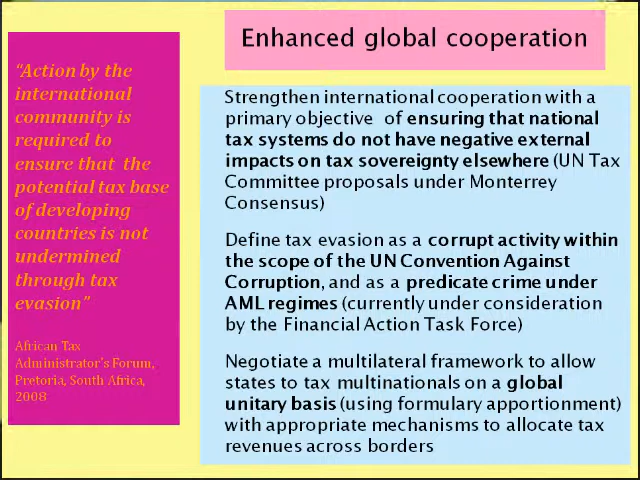 Enhanced global cooperation
“Action by the
international
community is
required to
ensure that the
potential tax base
of developing
countries is not
undermined
through tax
evasion”
African Tax
Administrator’s Forum,
Pretoria, South Africa,
2008
Strengthen international cooperation with a
primary objective of ensuring that national
tax systems do not have negative external
impacts on tax sovereignty elsewhere (UN Tax
Committee proposals under Monterrey
Consensus)
Define tax evasion as a corrupt activity within
the scope of the UN Convention Against
Corruption, and as a predicate crime under
AML regimes (currently under consideration
by the Financial Action Task Force)
Negotiate a multilateral framework to allow
states to tax multinationals on a global
unitary basis (using formulary apportionment)
with appropriate mechanisms to allocate tax
revenues across borders